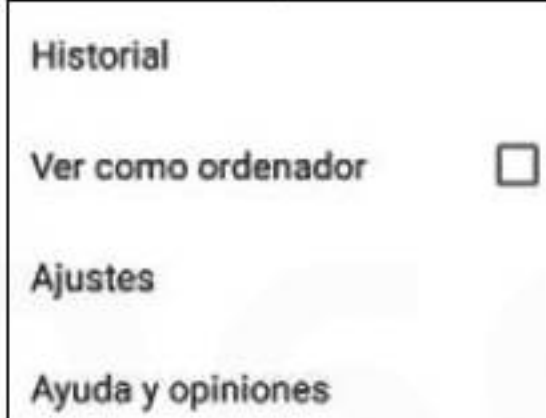 Historial
Ver como ordenador
Ajustes
Ayuda y opiniones